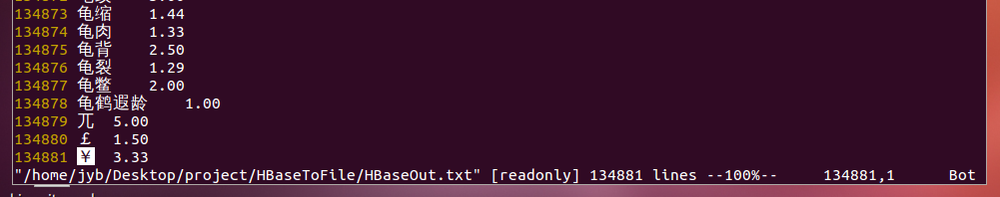 134873 龟缩 1.44
134874 龟肉 1.33
134875 龟背 2.50
134876 龟裂 1.29
134877 龟鳖 2.00
134878 龟鹤遐龄 1.00
134879 兀 5.00
134880 £ 1.50
134881 ¥ 3.33
"/home/jyb/Desktop/project/HBaseToFile/HBaseOut.txt" [readonly] 134881 lines --100%-- 134881,1 Bot